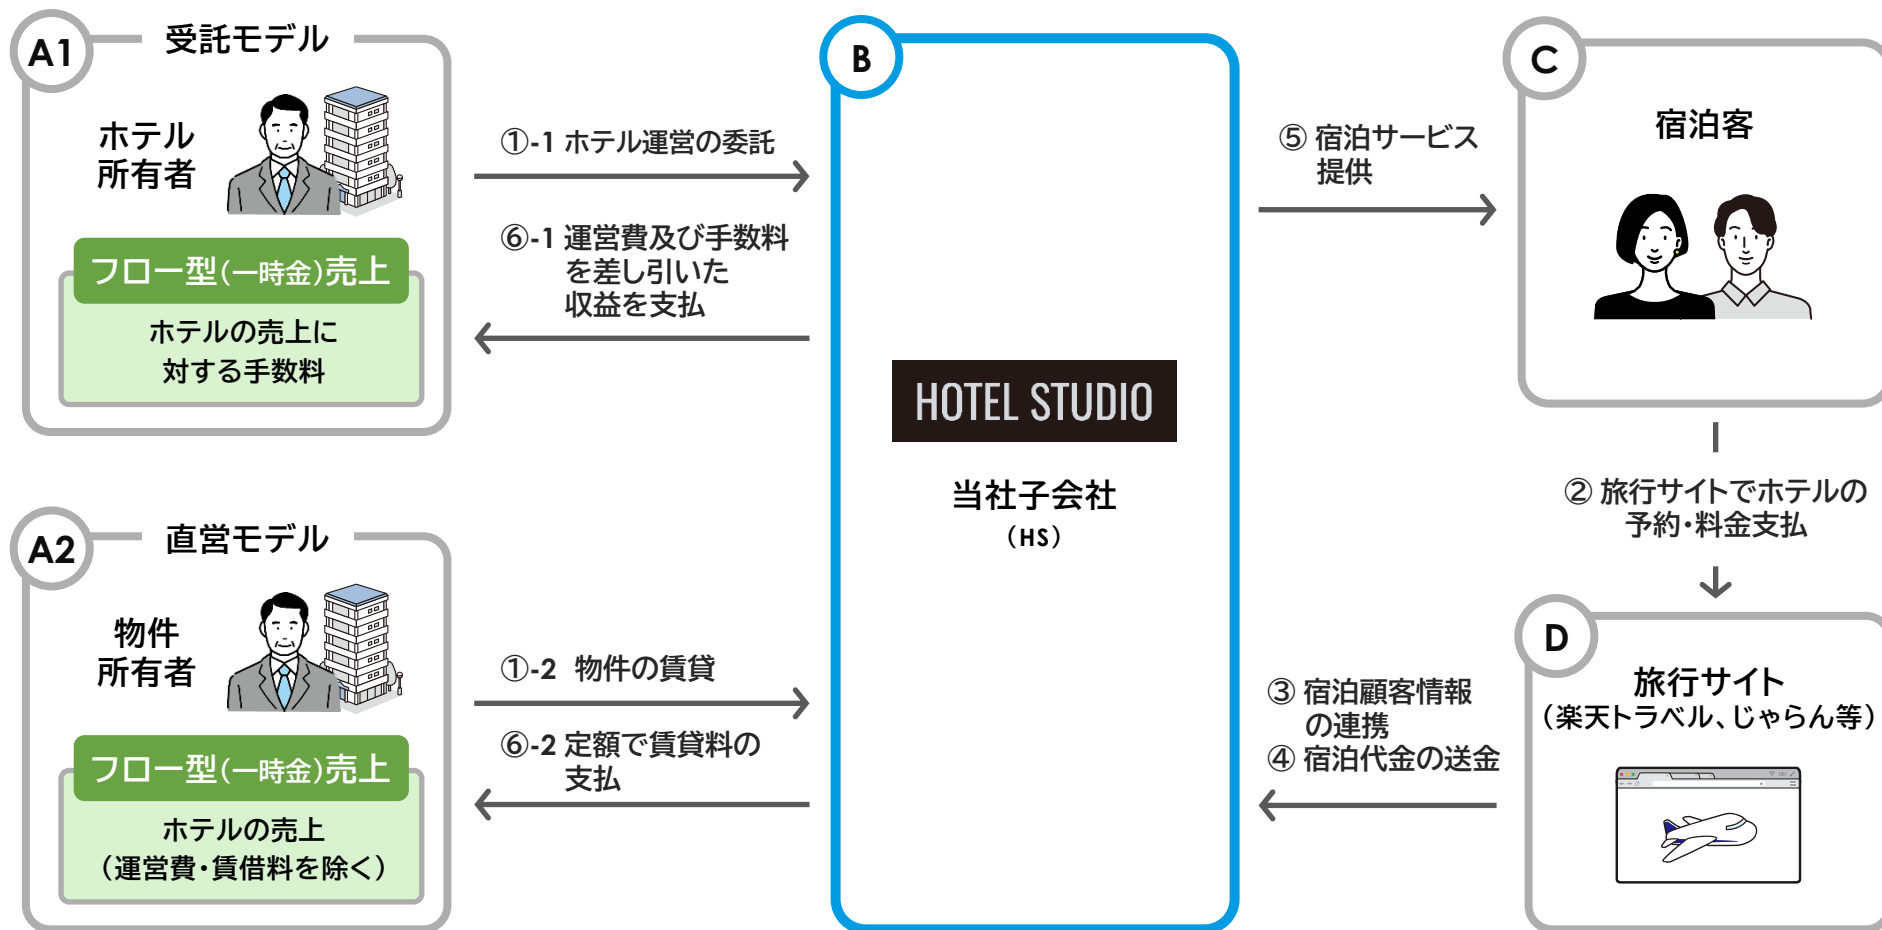 A1
受託モデル
ホテル
所有者
フロー型(一時金)売上
ホテルの売上に
対する手数料
①-1 ホテル運営の委託
⑥-1 運営費及び手数料
を差し引いた
収益を支払
A2
直営モデル
物件
所有者
フロー型(一時金)売上
ホテルの売上
(運営費・賃借料を除く)
①-2 物件の賃貸
⑥-2 定額で賃貸料の
支払
B
HOTEL STUDIO
当社子会社
(HS)
⑤ 宿泊サービス
提供
C
宿泊客
② 旅行サイトでホテルの
予約・料金支払
③ 宿泊顧客情報
の連携
④ 宿泊代金の送金
D
旅行サイト
(楽天トラベル、じゃらん等)